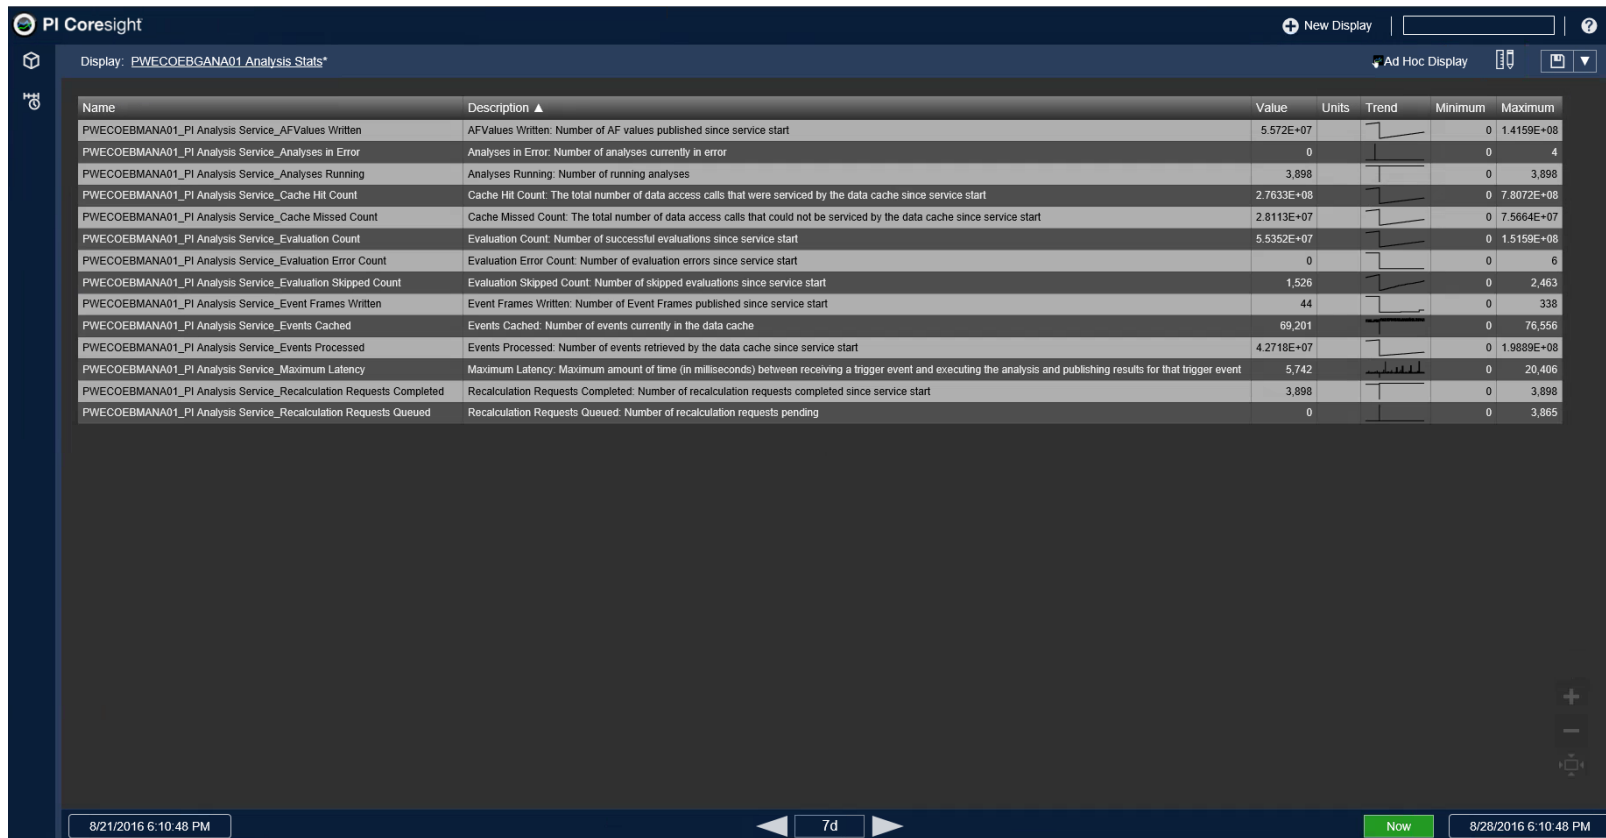 PI Coresight
New Display
?
Display: PWECOEBGANA01 Analysis Stats*
Ad Hoc Display
Name Description ▲ Value Units Trend Minimum Maximum
PWECOEBMANA01_PI Analysis Service_AFValues Written AFValues Written: Number of AF values published since service start 5.572E+07 0 1.4159E+08
PWECOEBMANA01_PI Analysis Service_Analyses in Error Analyses in Error: Number of analyses currently in error 0 0 4
PWECOEBMANA01_PI Analysis Service_Analyses Running Analyses Running: Number of running analyses 3,898 0 3,898
PWECOEBMANA01_PI Analysis Service_Cache Hit Count Cache Hit Count: The total number of data access calls that were serviced by the data cache since service start 2.7633E+08 0 7.8072E+08
PWECOEBMANA01_PI Analysis Service_Cache Missed Count Cache Missed Count: The total number of data access calls that could not be serviced by the data cache since service start 2.8113E+07 0 7.5664E+07
PWECOEBMANA01_PI Analysis Service_Evaluation Count Evaluation Count: Number of successful evaluations since service start 5.5352E+07 0 1.5159E+08
PWECOEBMANA01_PI Analysis Service_Evaluation Error Count Evaluation Error Count: Number of evaluation errors since service start 0 0 6
PWECOEBMANA01_PI Analysis Service_Evaluation Skipped Count Evaluation Skipped Count: Number of skipped evaluations since service start 1,526 0 2,463
PWECOEBMANA01_PI Analysis Service_Event Frames Written Event Frames Written: Number of Event Frames published since service start 44 0 338
PWECOEBMANA01_PI Analysis Service_Events Cached Events Cached: Number of events currently in the data cache 69,201 0 76,556
PWECOEBMANA01_PI Analysis Service_Events Processed Events Processed: Number of events retrieved by the data cache since service start 4.2718E+07 0 1.9889E+08
PWECOEBMANA01_PI Analysis Service_Maximum Latency Maximum Latency: Maximum amount of time (in milliseconds) between receiving a trigger event and executing the analysis and publishing results for that trigger event 5,742 0 20,406
PWECOEBMANA01_PI Analysis Service_Recalculation Requests Completed Recalculation Requests Completed: Number of recalculation requests completed since service start 3,898 0 3,898
PWECOEBMANA01_PI Analysis Service_Recalculation Requests Queued Recalculation Requests Queued: Number of recalculation requests pending 0 0 3,865
8/21/2016 6:10:48 PM 7d Now 8/28/2016 6:10:48 PM